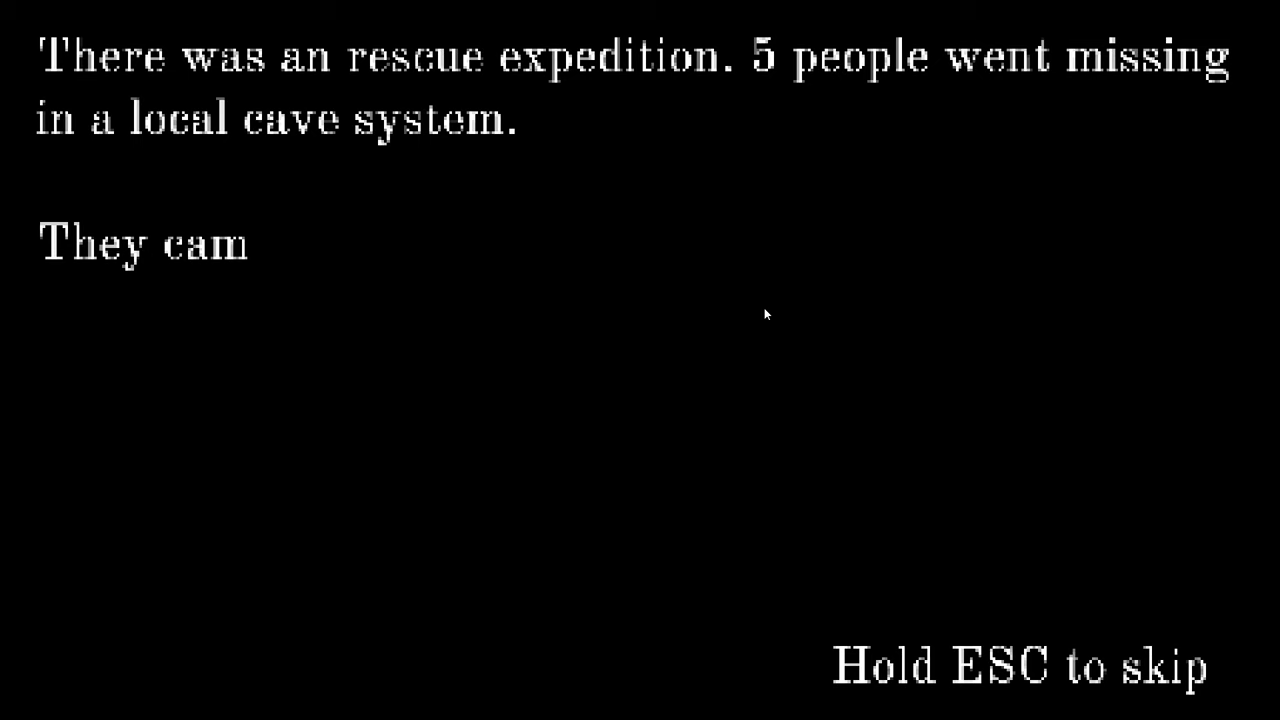 There was an rescue expedition. 5 people went missing
in a local cave system.
They cam
Hold ESC to skip